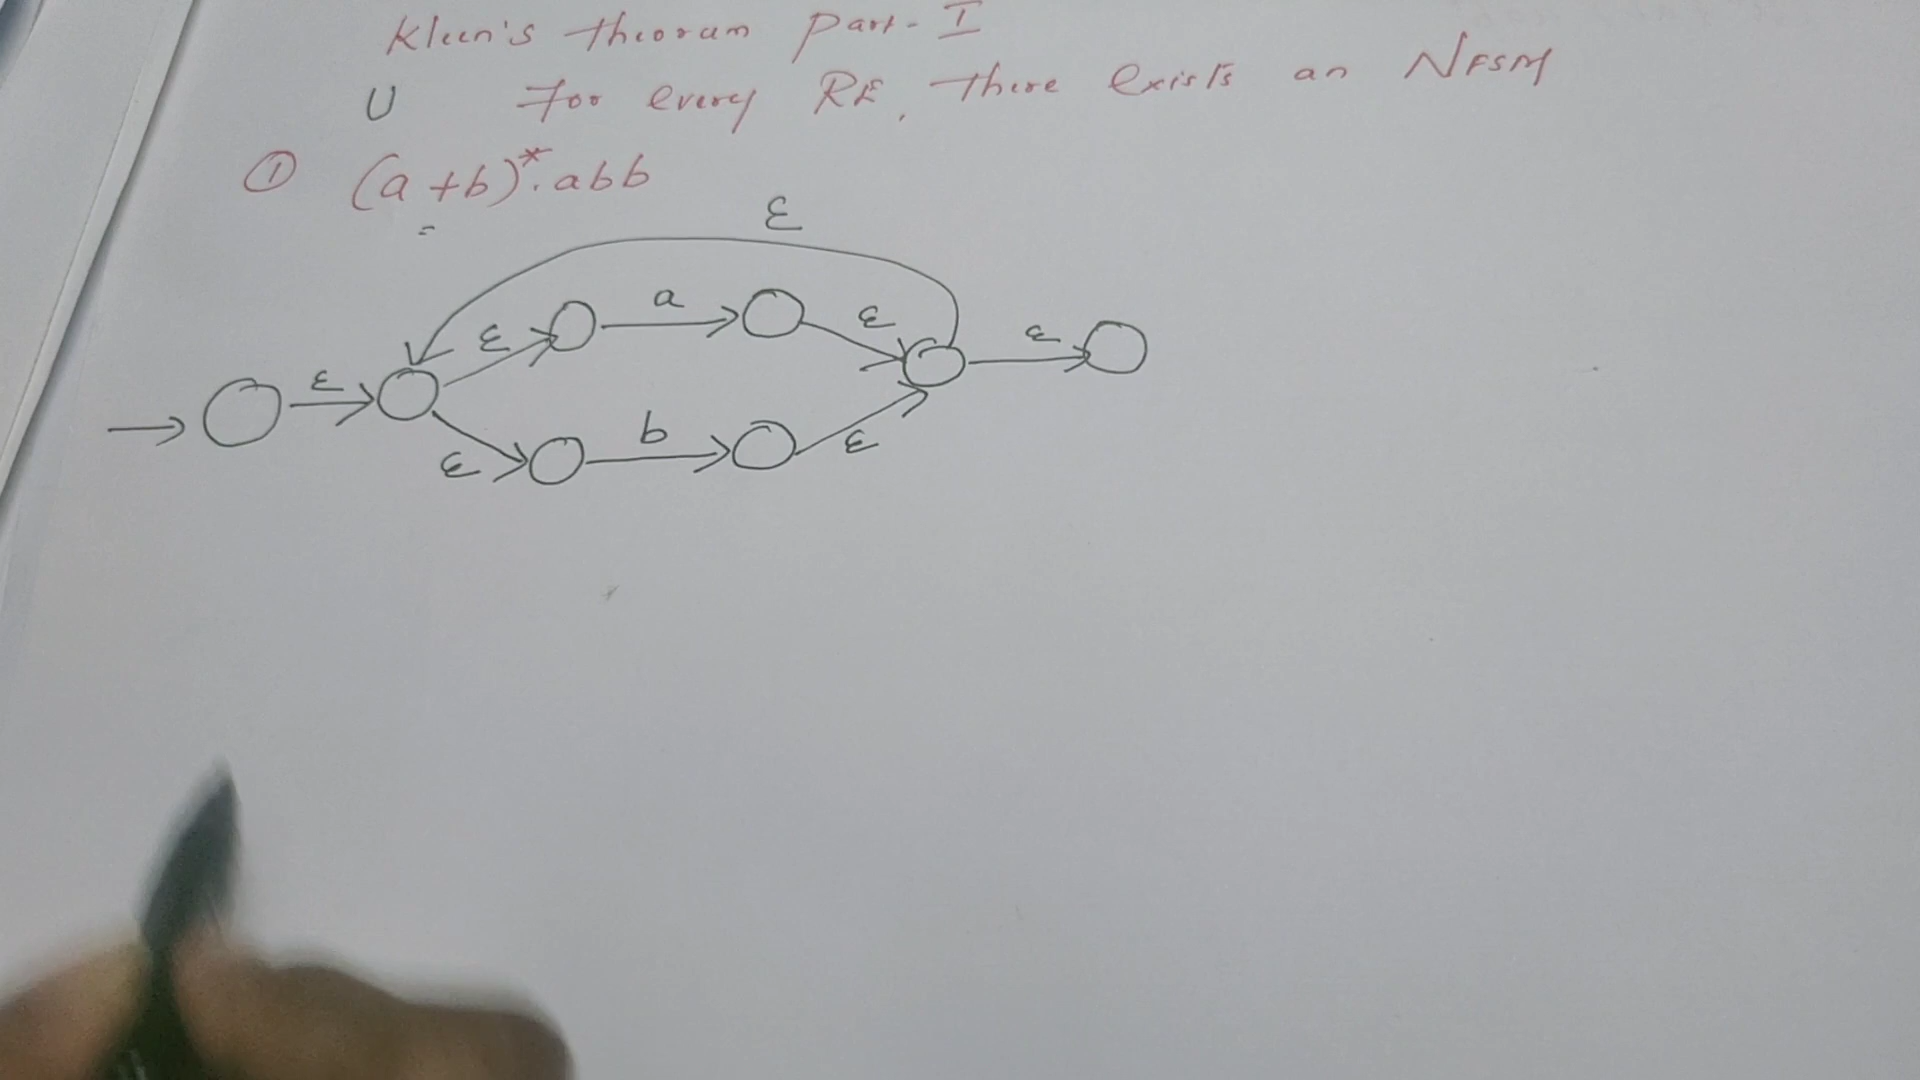 Kleen's theoram Part-I
U For every RE, there exists an NFSM
① (a+b)*.abb
ε
ε a ε ε
ε
ε b ε